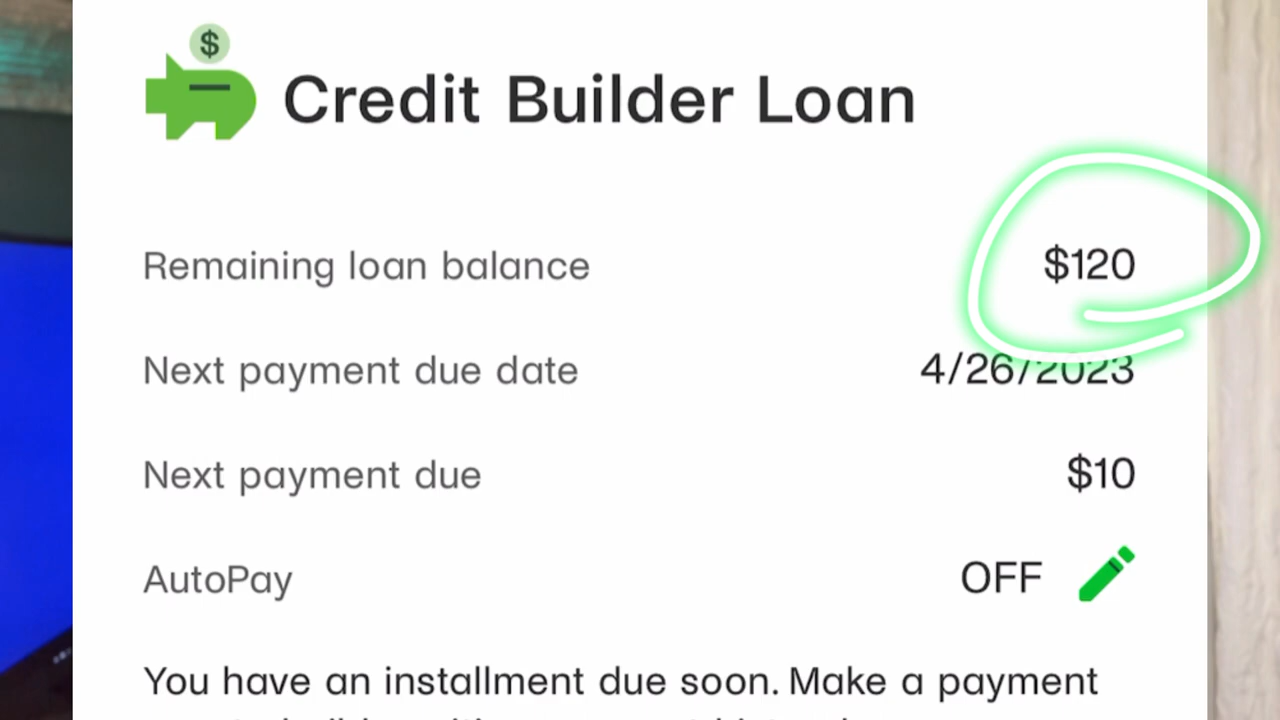 $
Credit Builder Loan
Remaining loan balance $120
Next payment due date 4/26/2023
Next payment due $10
AutoPay OFF
You have an installment due soon. Make a payment